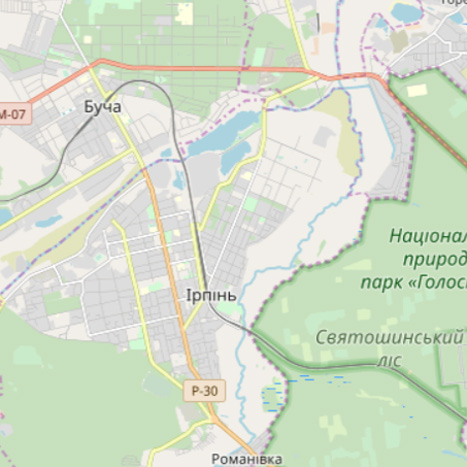 Буча
М-07
Націонал
природ
парк «Голосі
Ірпінь
Святошинський
ліс
Р-30
Романівка